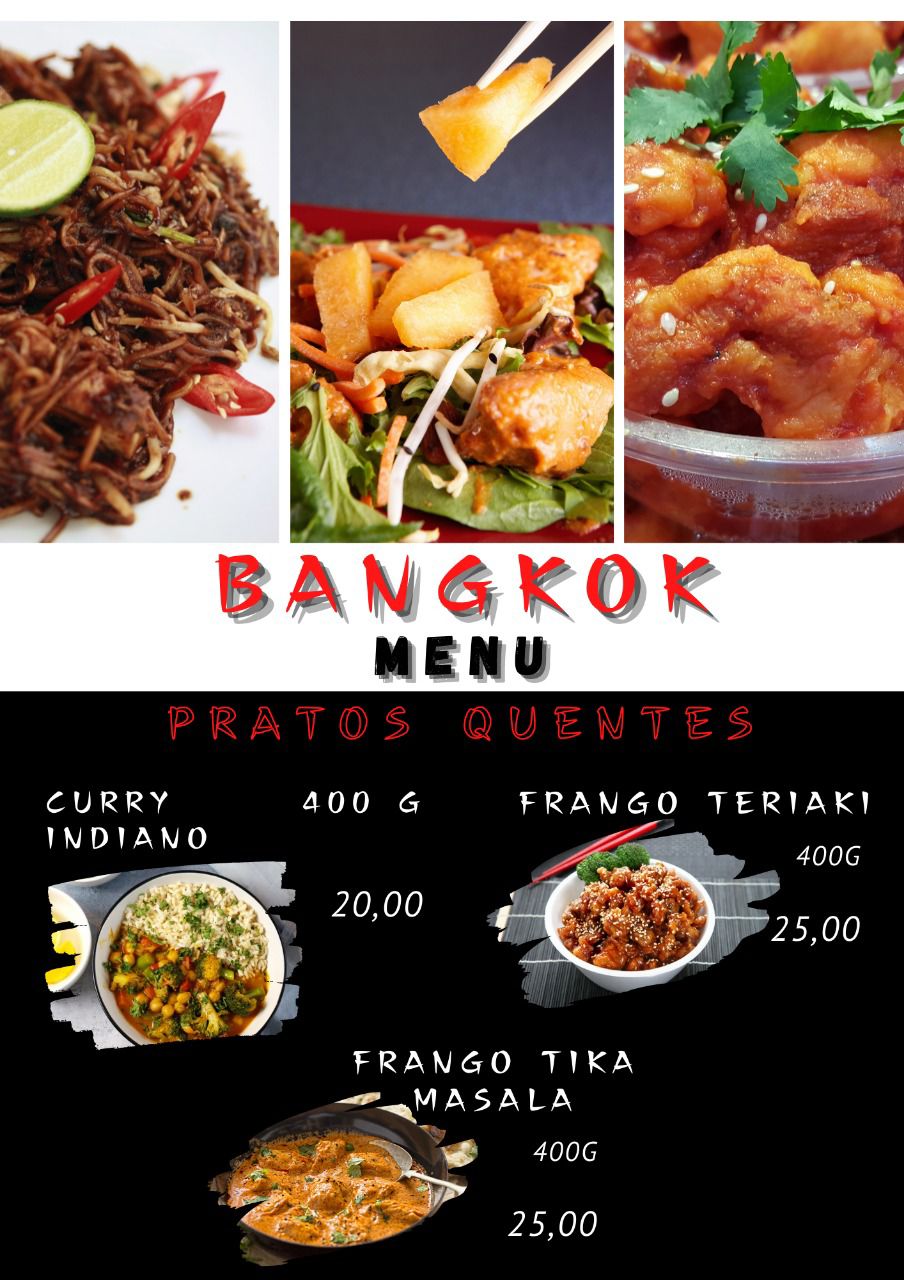 BANGKOK
MENU
PRATOS QUENTES
CURRY INDIANO
400 G
20,00
FRANGO TERIAKI
400G
25,00
FRANGO TIKA
MASALA
400G
25,00